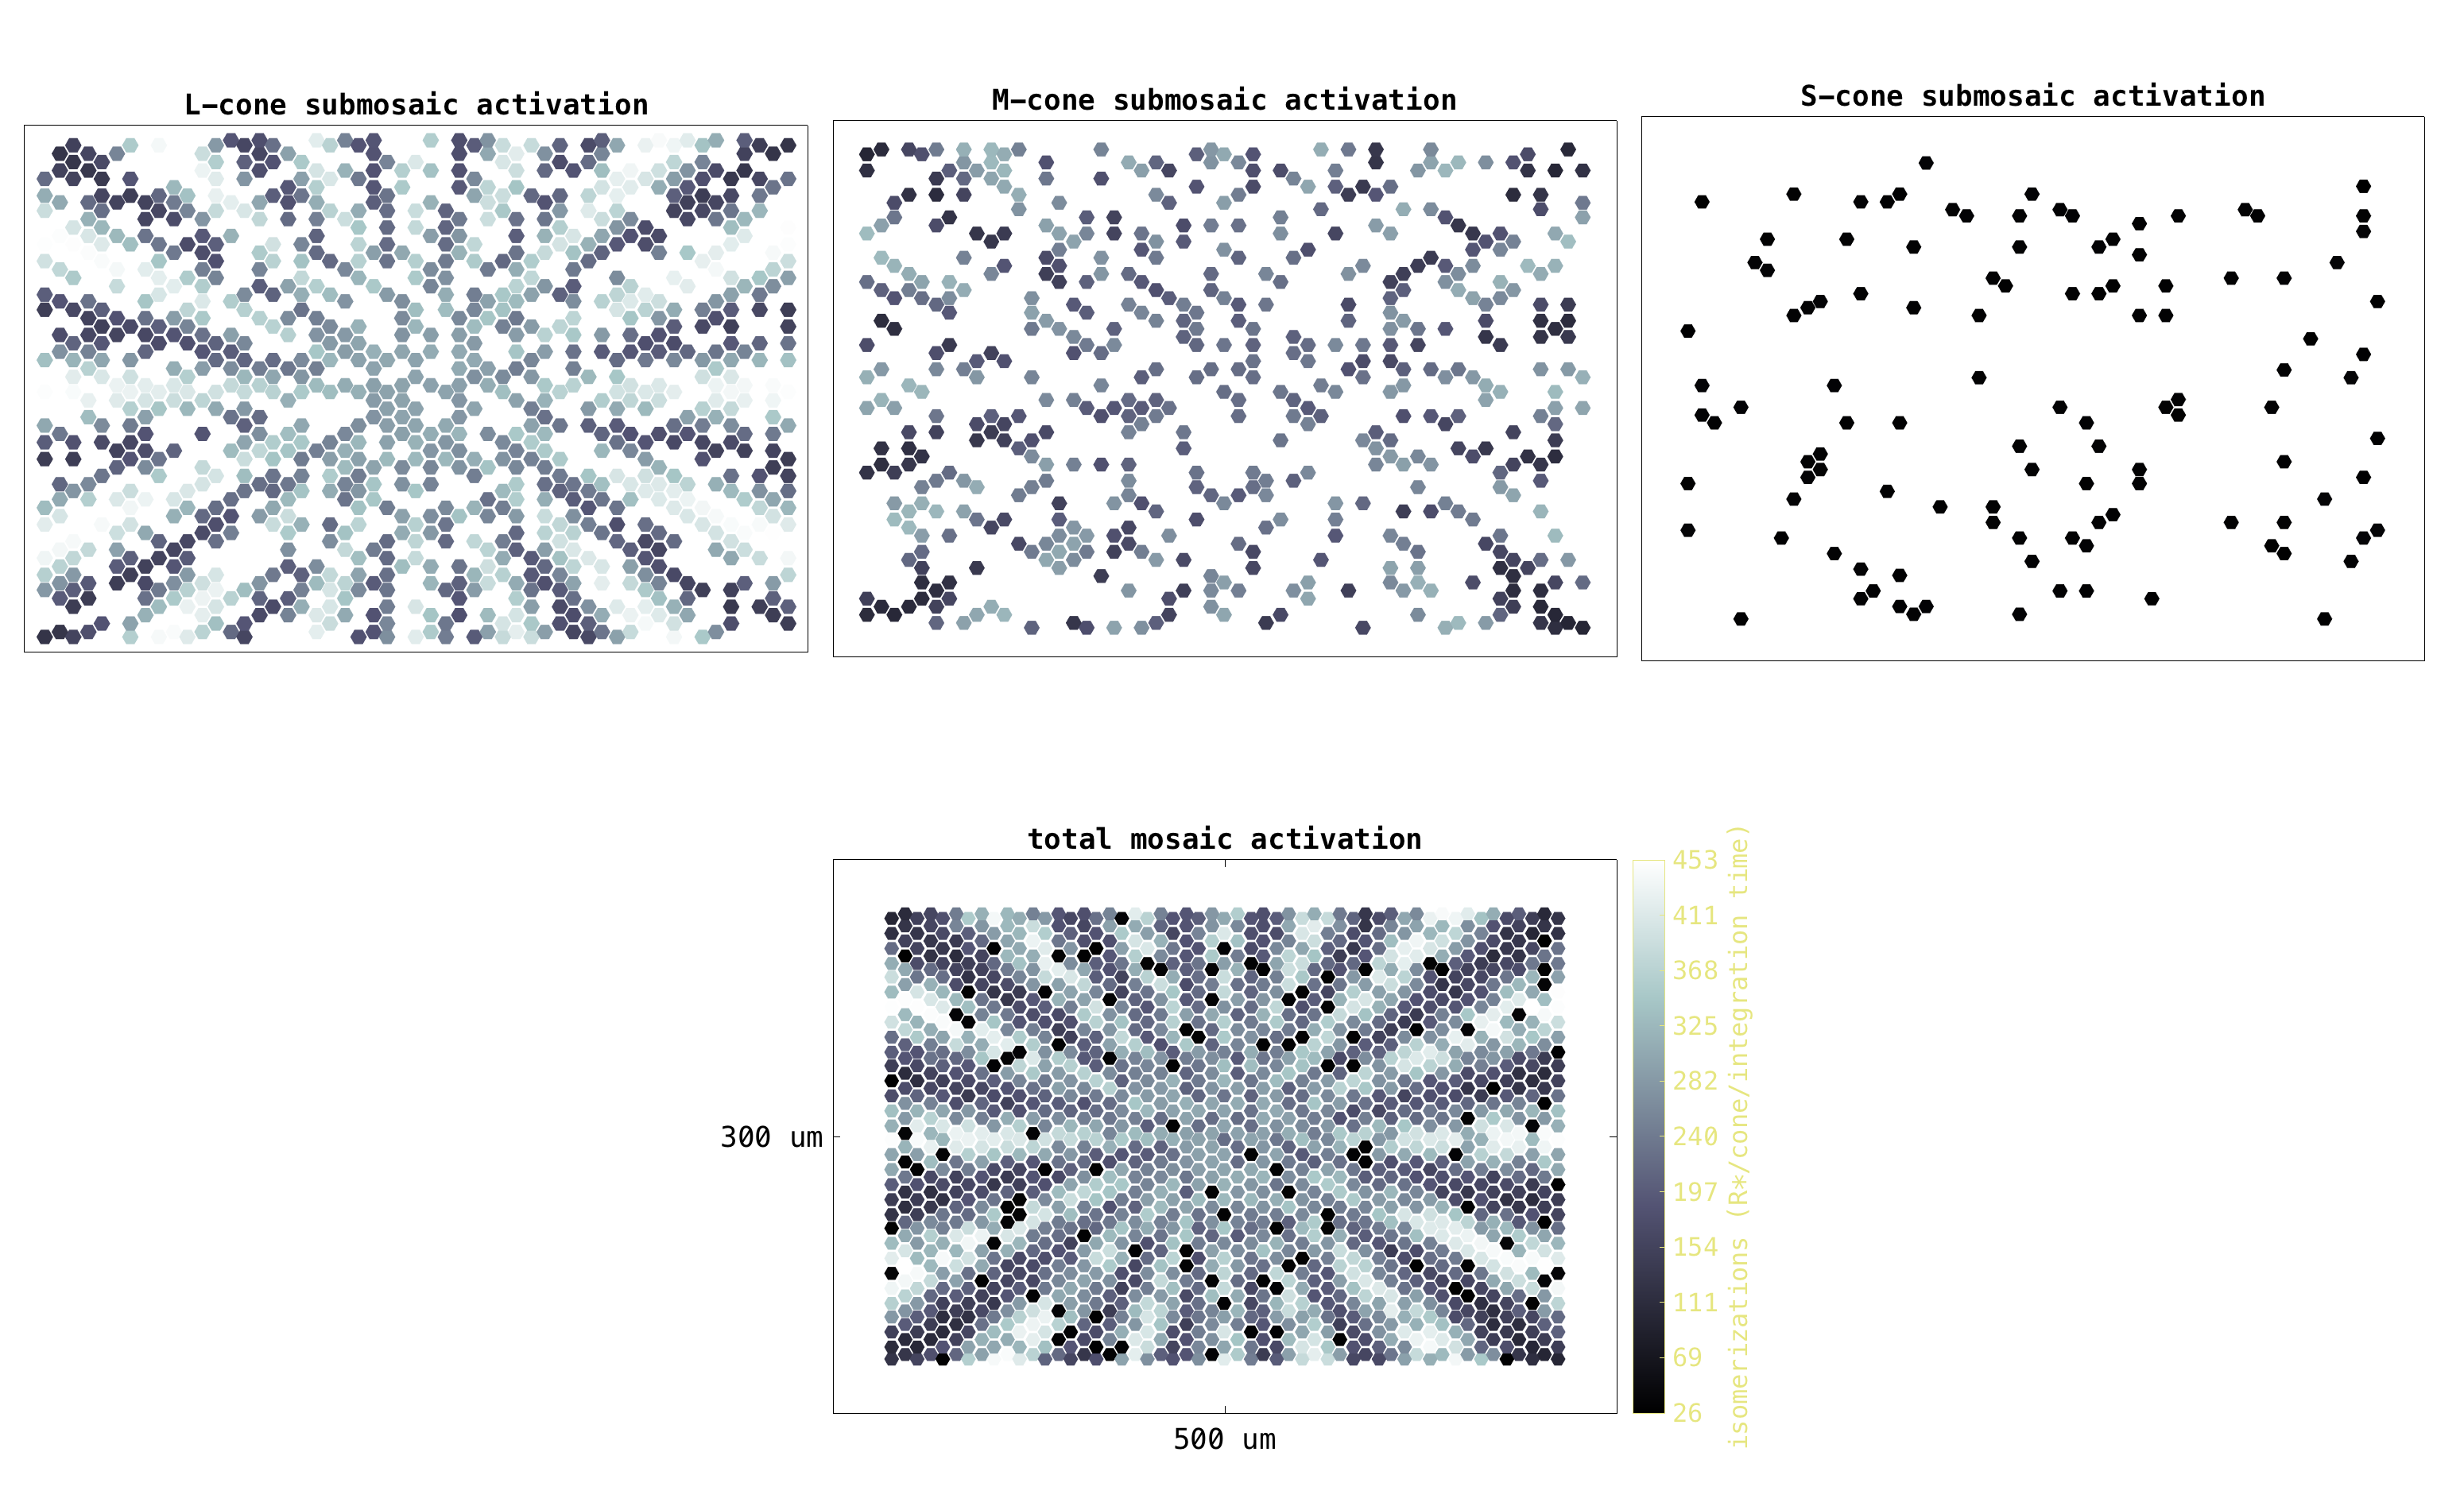 L−cone submosaic activation
M−cone submosaic activation
S−cone submosaic activation
total mosaic activation
300 um
500 um
453
411
368
325
282
240
197
154
111
69
26
isomerizations (R*/cone/integration time)